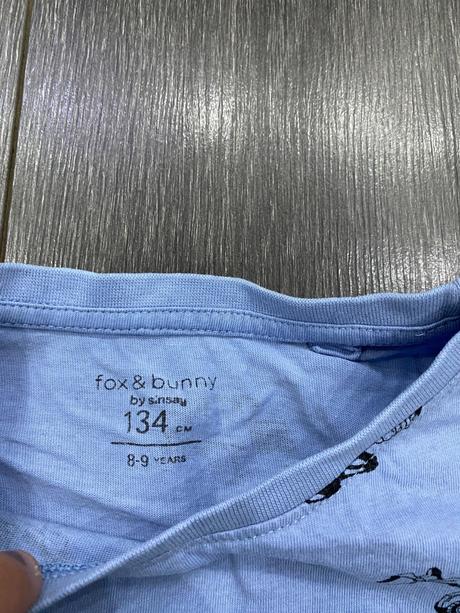 fox & bunny
by sinsay
134 CM
8-9 YEARS